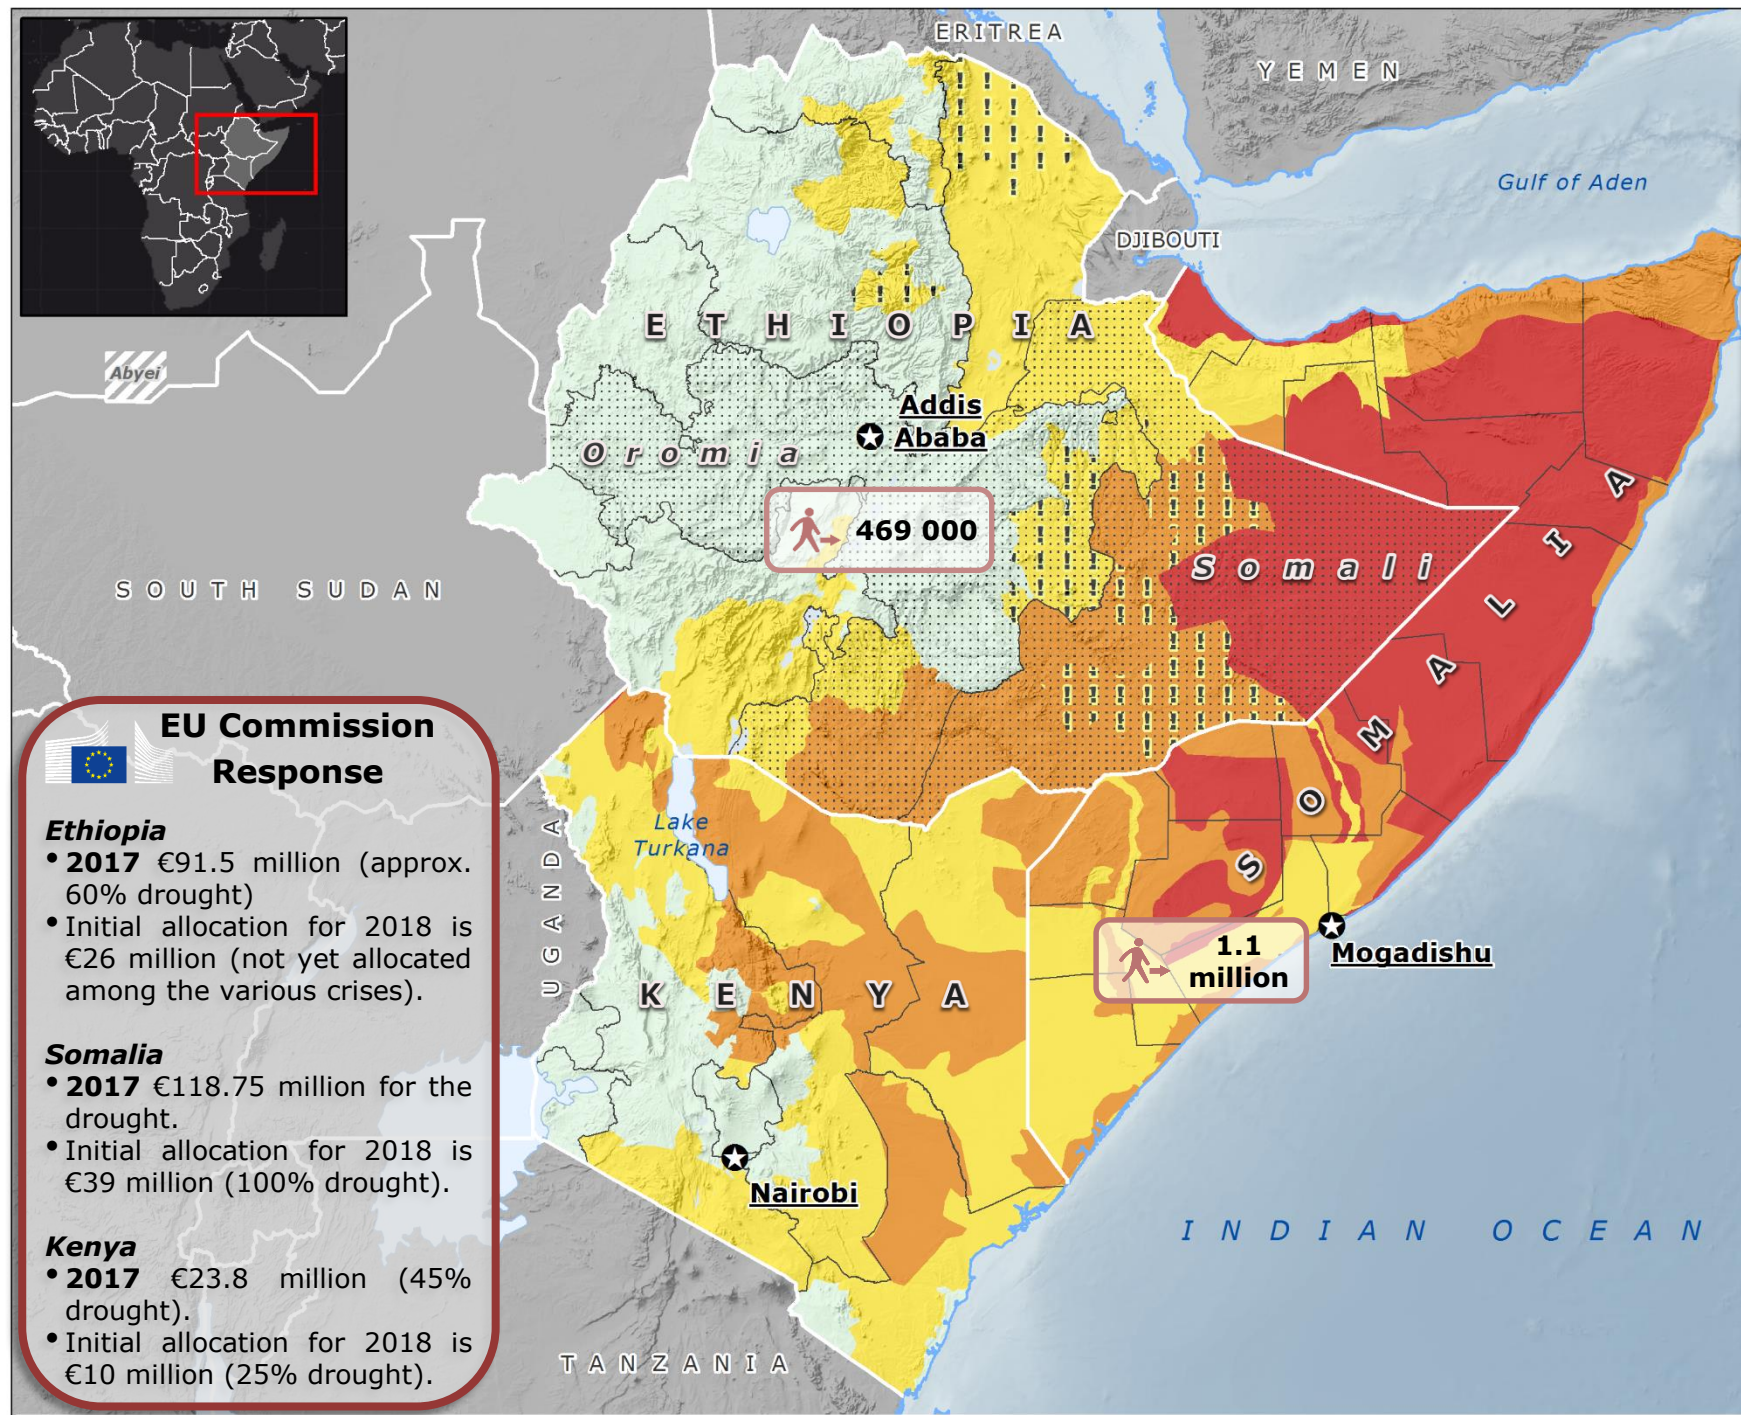 ERITREA
YEMEN
Gulf of Aden
DJIBOUTI
ETHIOPIA
Abyei
Addis
Ababa
Oromia
469 000
Somali
SOUTH SUDAN
SOMALIA
EU Commission
Response
Ethiopia
• 2017 €91.5 million (approx.
60% drought)
• Initial allocation for 2018 is
€26 million (not yet allocated
among the various crises).
Somalia
• 2017 €118.75 million for the
drought.
• Initial allocation for 2018 is
€39 million (100% drought).
Kenya
• 2017 €23.8 million (45%
drought).
• Initial allocation for 2018 is
€10 million (25% drought).
Lake
Turkana
UGANDA
KENYA
1.1
million
Mogadishu
Nairobi
INDIAN OCEAN
TANZANIA